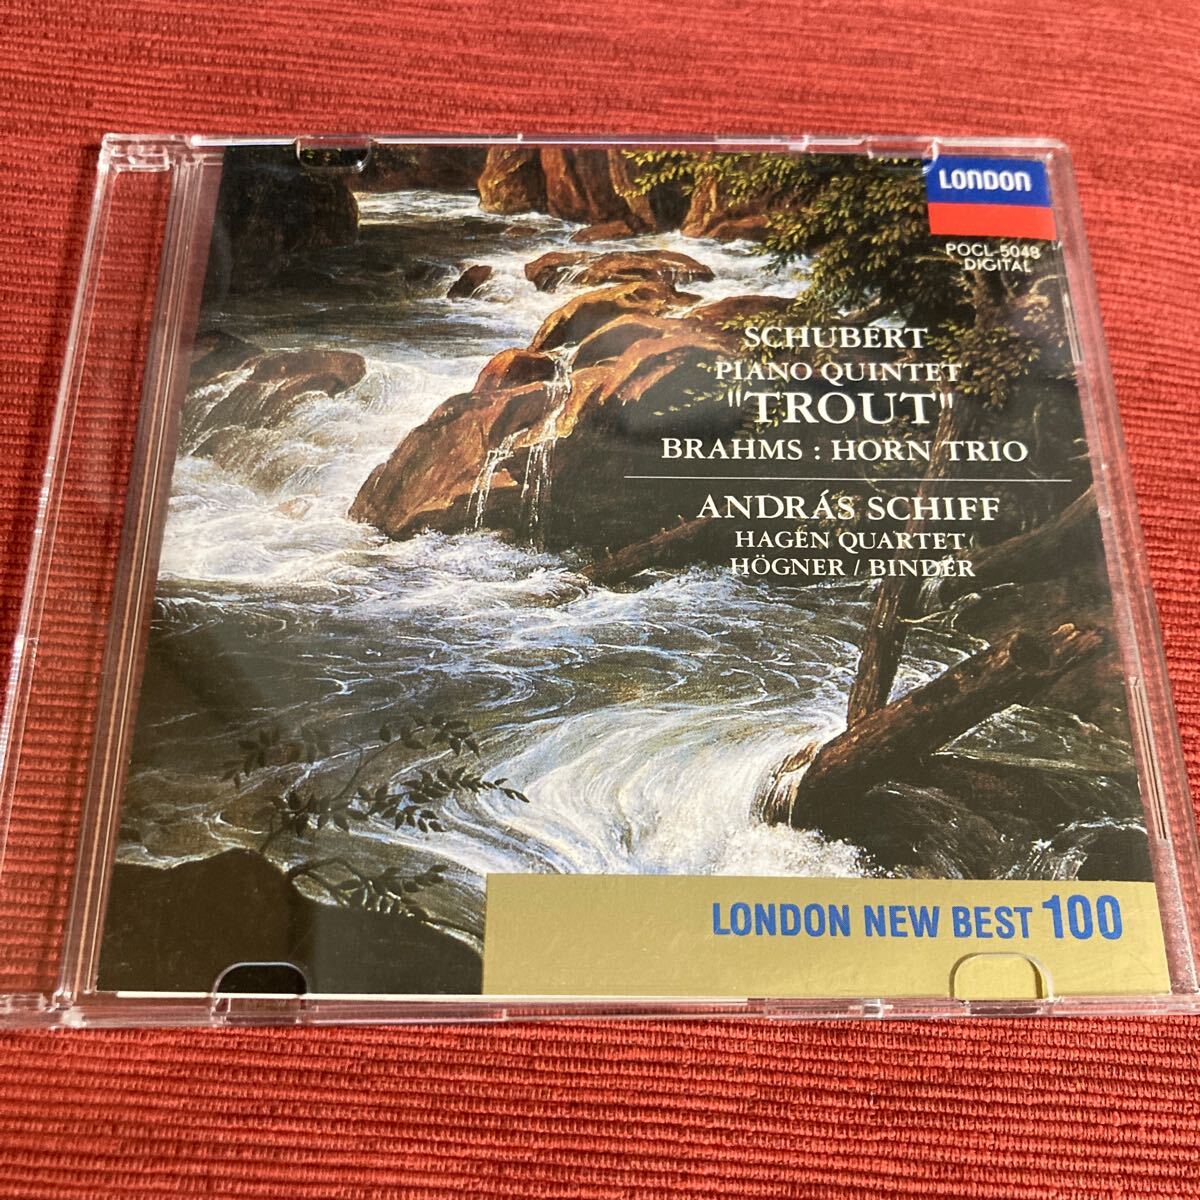 LONDON
POCL-5048
DIGITAL
SCHUBERT
PIANO QUINTET
"TROUT"
BRAHMS : HORN TRIO
ANDRÁS SCHIFF
HAGEN QUARTET
HÖGNER / BINDER
LONDON NEW BEST 100